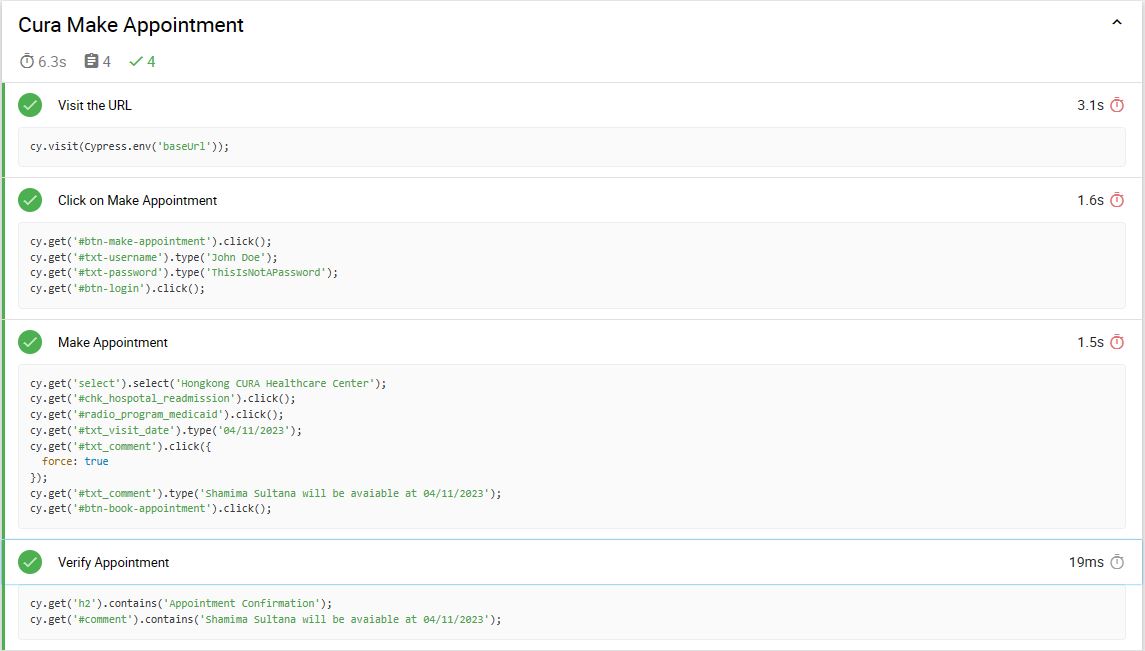 Cura Make Appointment
6.3s 4 4
Visit the URL 3.1s
cy.visit(Cypress.env('baseUrl'));
Click on Make Appointment 1.6s
cy.get('#btn-make-appointment').click();
cy.get('#txt-username').type('John Doe');
cy.get('#txt-password').type('ThisIsNotAPassword');
cy.get('#btn-login').click();
Make Appointment 1.5s
cy.get('select').select('Hongkong CURA Healthcare Center');
cy.get('#chk_hospotal_readmission').click();
cy.get('#radio_program_medicaid').click();
cy.get('#txt_visit_date').type('04/11/2023');
cy.get('#txt_comment').click({
  force: true
});
cy.get('#txt_comment').type('Shamima Sultana will be avaiable at 04/11/2023');
cy.get('#btn-book-appointment').click();
Verify Appointment 19ms
cy.get('h2').contains('Appointment Confirmation');
cy.get('#comment').contains('Shamima Sultana will be avaiable at 04/11/2023');